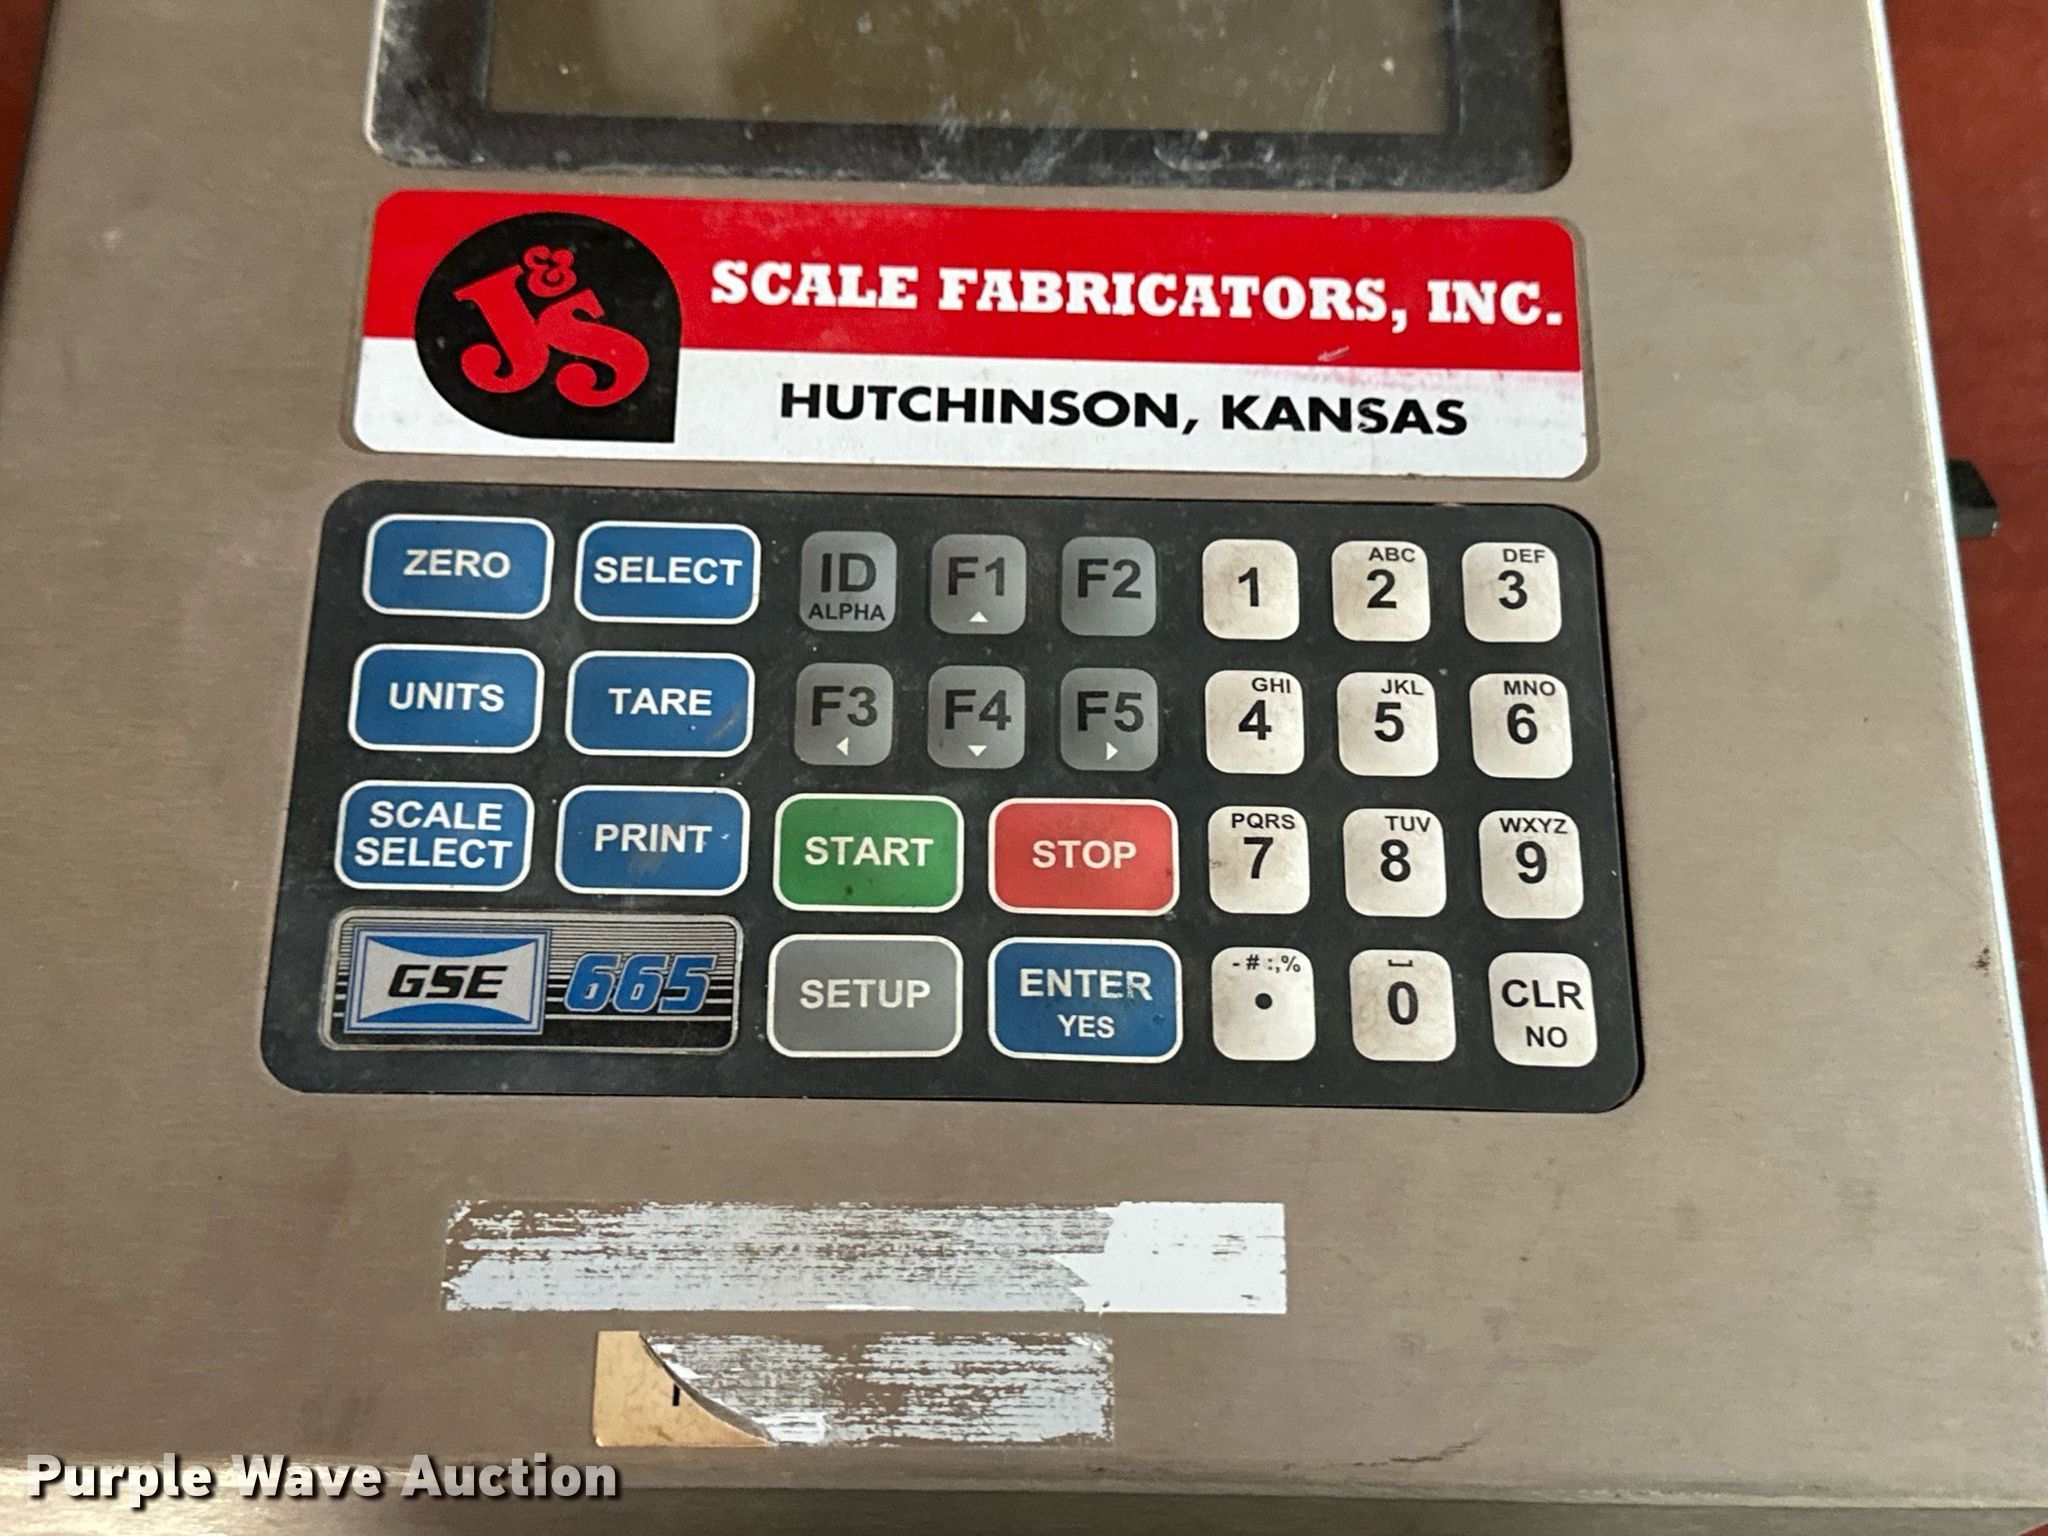 J&S
SCALE FABRICATORS, INC.
HUTCHINSON, KANSAS
ZERO SELECT ID ALPHA F1 F2 1 ABC 2 DEF 3
UNITS TARE F3 F4 F5 GHI 4 JKL 5 MNO 6
SCALE SELECT PRINT START STOP PQRS 7 TUV 8 WXYZ 9
GSE 665 SETUP ENTER YES - # :,% . ⎵ 0 CLR NO
Purple Wave Auction